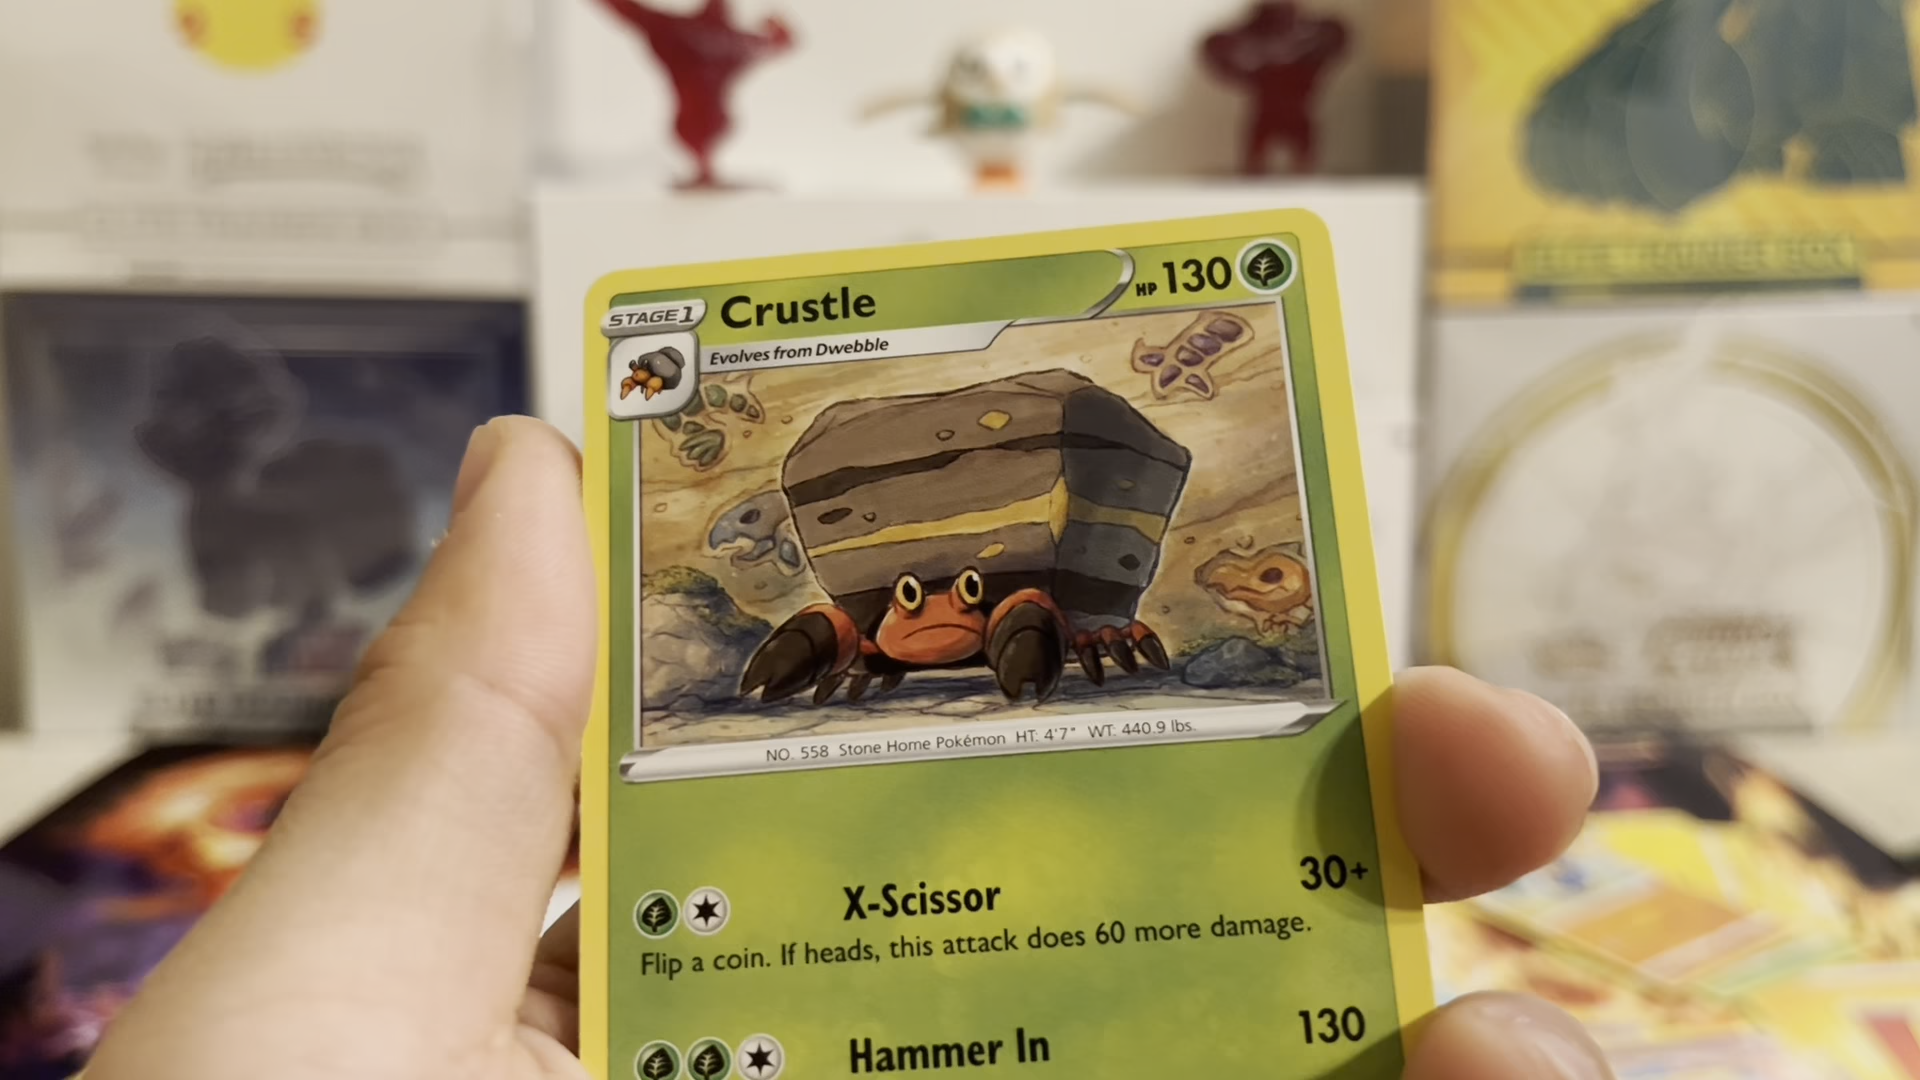 STAGE 1
Crustle
HP 130
Evolves from Dwebble
NO. 558 Stone Home Pokémon HT: 4'7" WT: 440.9 lbs.
X-Scissor 30+
Flip a coin. If heads, this attack does 60 more damage.
Hammer In 130